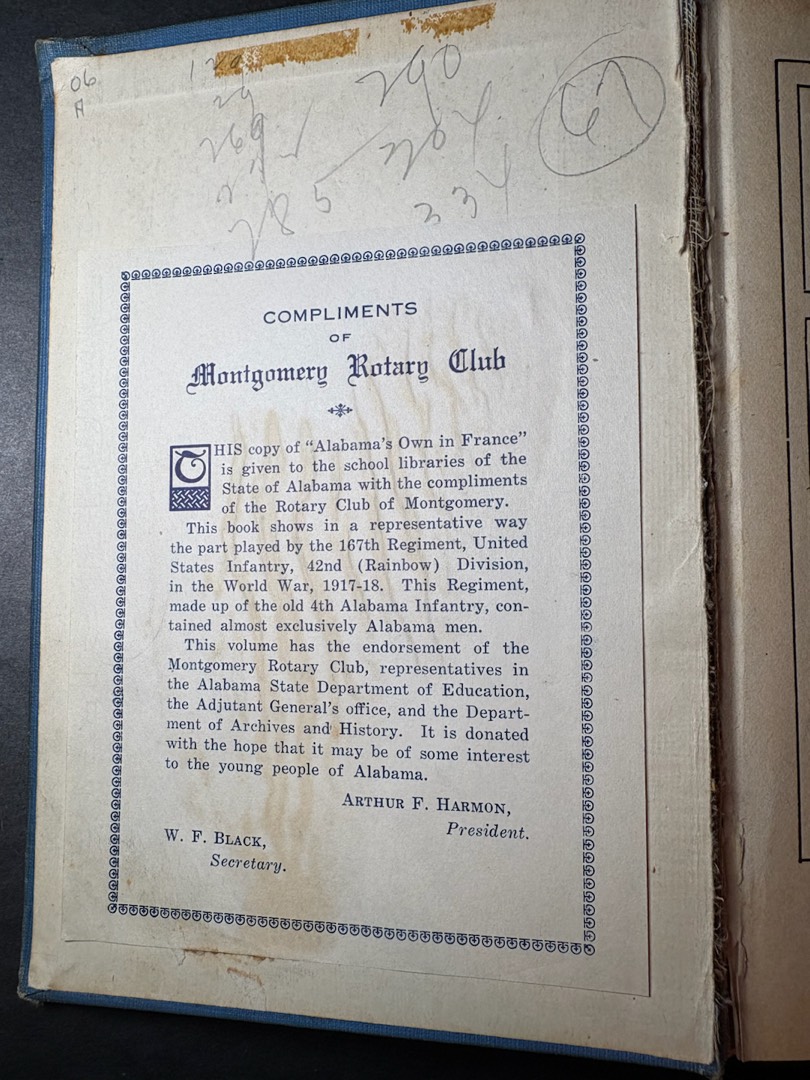 06
A
290
269
204
785
334
67
COMPLIMENTS
OF
Montgomery Rotary Club
THIS copy of "Alabama's Own in France"
is given to the school libraries of the
State of Alabama with the compliments
of the Rotary Club of Montgomery.
This book shows in a representative way
the part played by the 167th Regiment, United
States Infantry, 42nd (Rainbow) Division,
in the World War, 1917-18. This Regiment,
made up of the old 4th Alabama Infantry, con-
tained almost exclusively Alabama men.
This volume has the endorsement of the
Montgomery Rotary Club, representatives in
the Alabama State Department of Education,
the Adjutant General's office, and the Depart-
ment of Archives and History. It is donated
with the hope that it may be of some interest
to the young people of Alabama.
ARTHUR F. HARMON,
President.
W. F. BLACK,
Secretary.